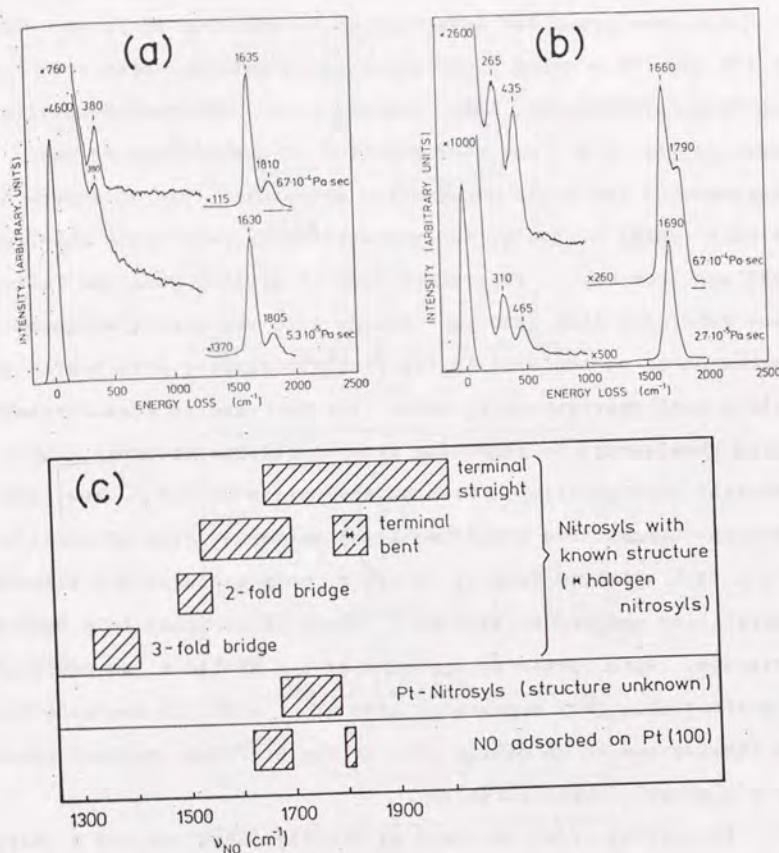 (a)
×760
×4600
380
380
1635
1810
×115
6.7·10⁻⁴Pa sec
1630
1805
×1370
5.3·10⁻⁵Pa sec
INTENSITY [ARBITRARY UNITS]
0 500 1000 1500 2000 2500
ENERGY LOSS (cm⁻¹)
(b)
×2600
265
435
×1000
310
465
×500
1660
1790
×260
6.7·10⁻⁴Pa sec
1690
2.7·10⁻⁵Pa sec
INTENSITY [ARBITRARY UNITS]
0 500 1000 1500 2000 2500
ENERGY LOSS (cm⁻¹)
(c)
terminal
straight
*
terminal
bent
2-fold bridge
3-fold bridge
Nitrosyls with
known structure
(* halogen
nitrosyls)
Pt-Nitrosyls (structure unknown)
NO adsorbed on Pt (100)
1300 1500 1700 1900
νNO (cm⁻¹)